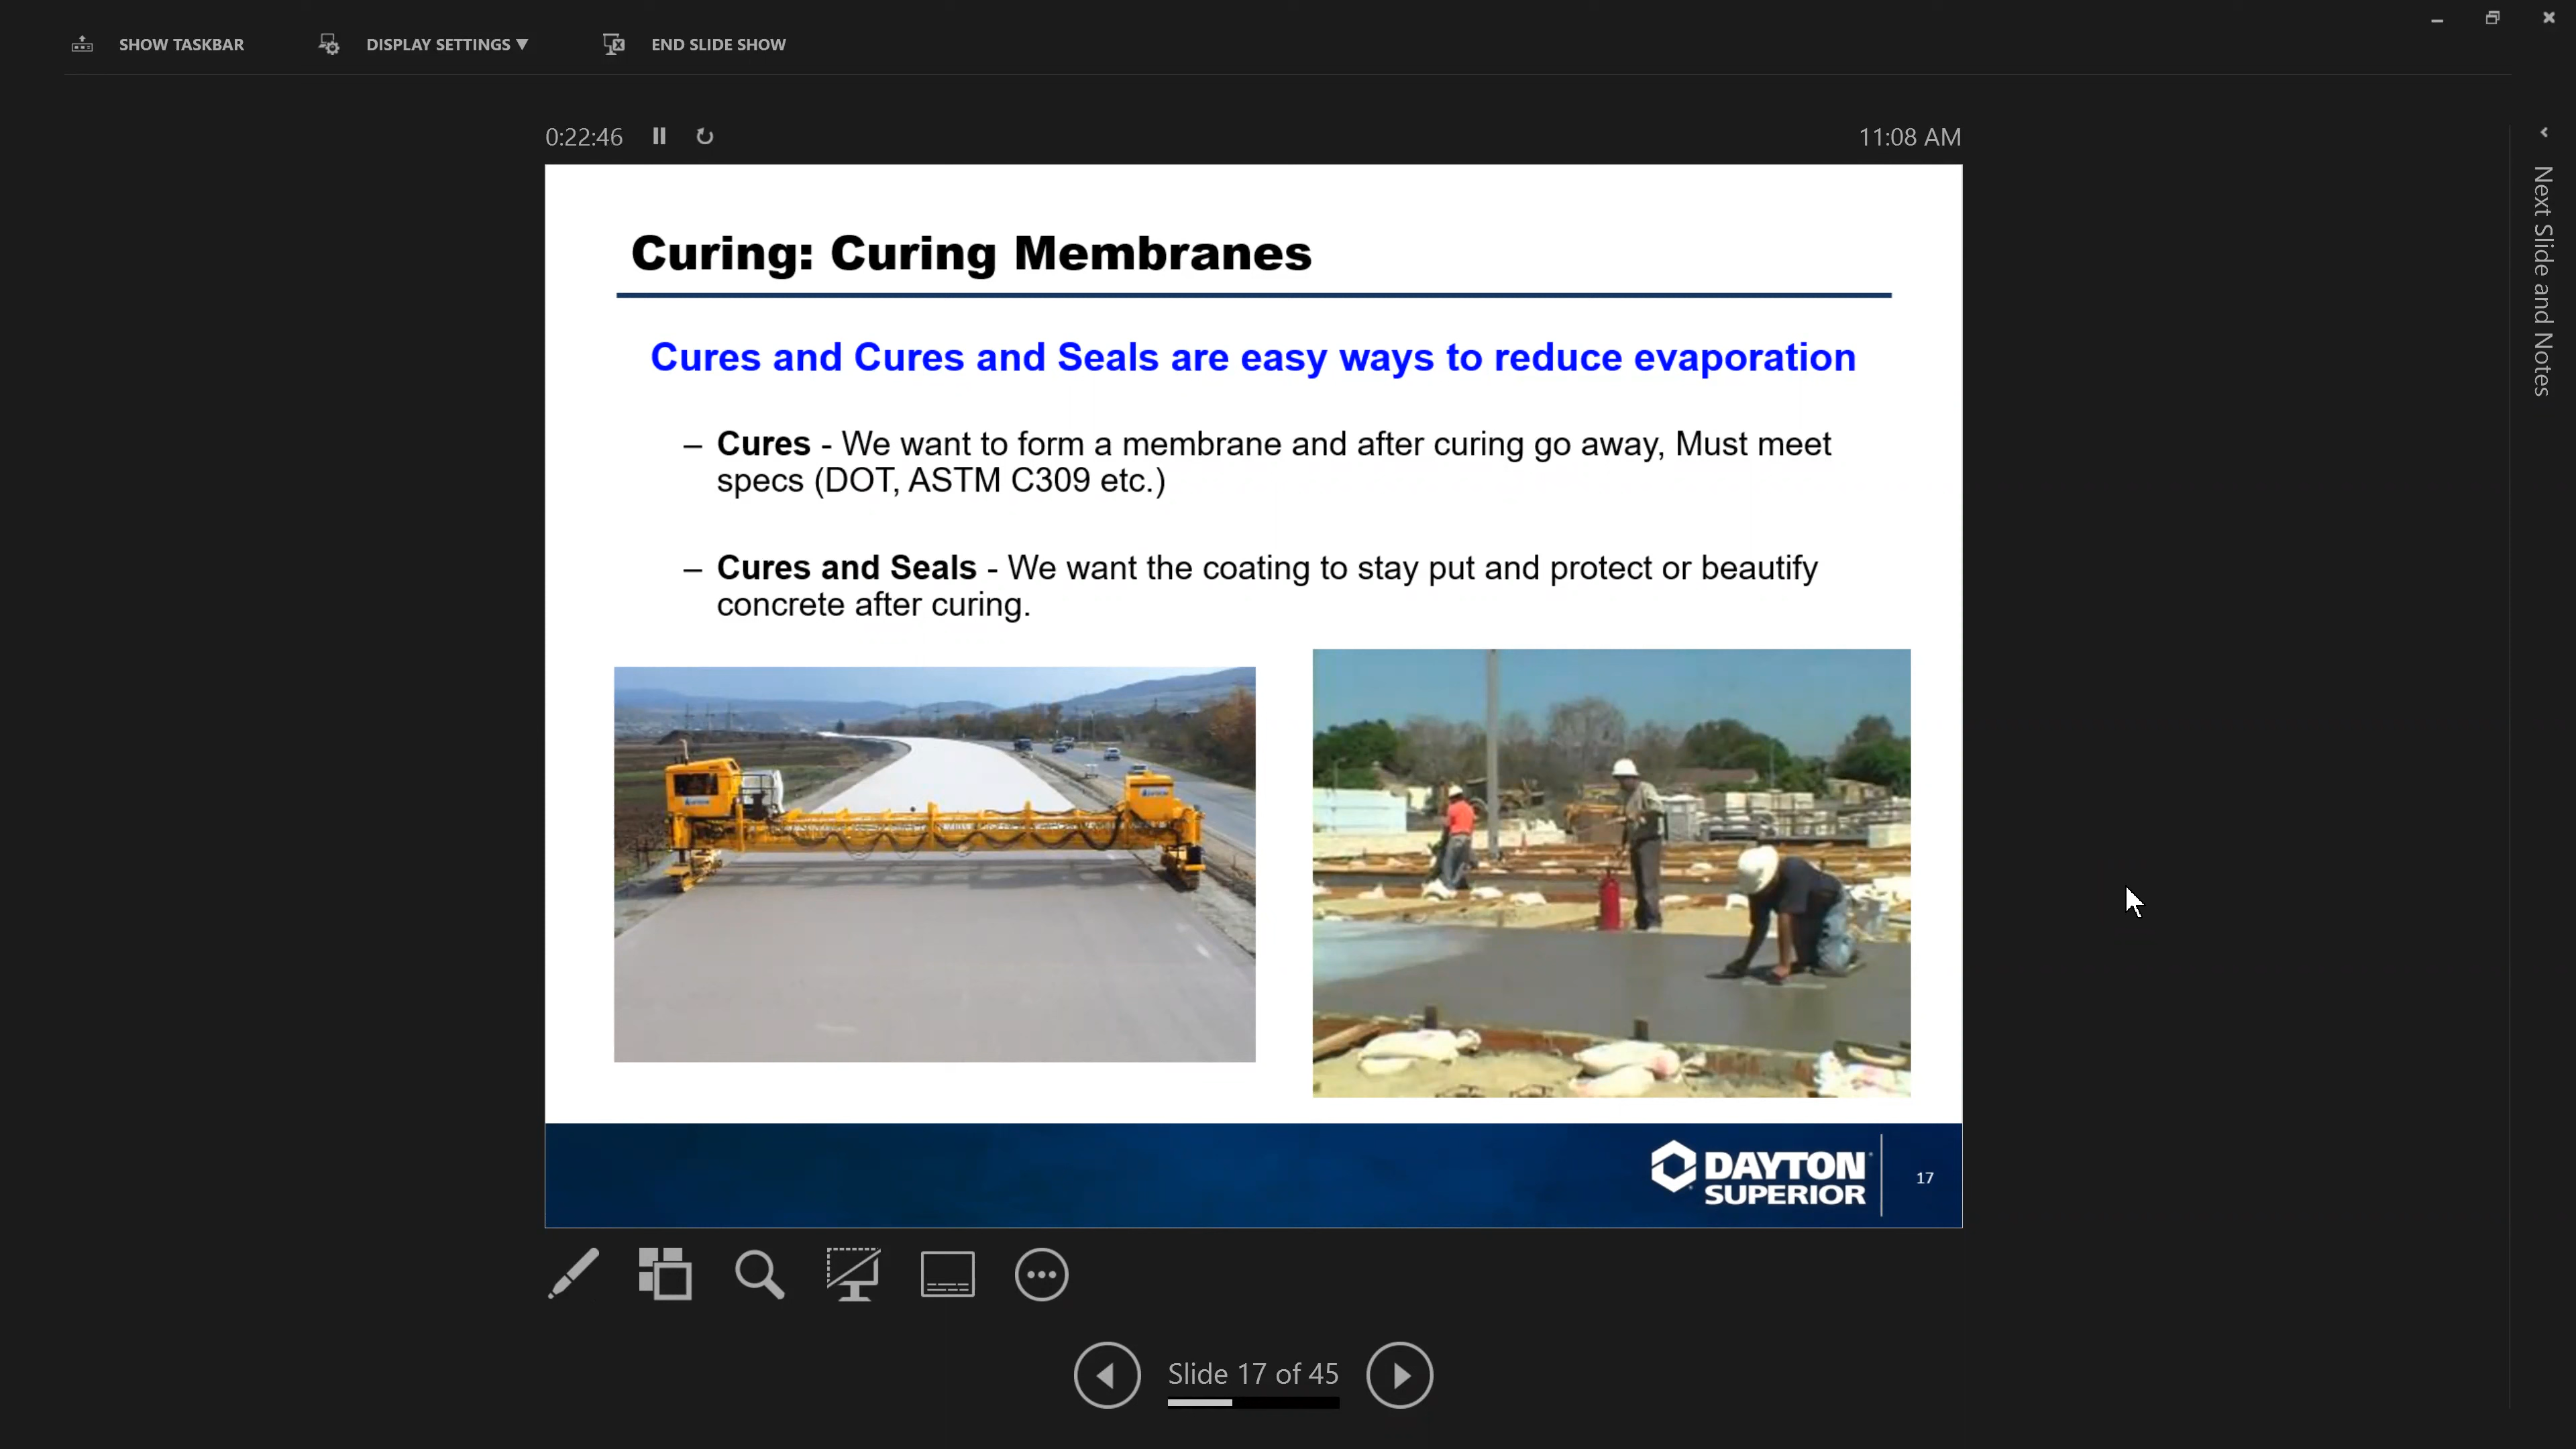 SHOW TASKBAR DISPLAY SETTINGS ▼ END SLIDE SHOW
0:22:46 11:08 AM
Next Slide and Notes
Curing: Curing Membranes
Cures and Cures and Seals are easy ways to reduce evaporation
– Cures - We want to form a membrane and after curing go away, Must meet
specs (DOT, ASTM C309 etc.)
– Cures and Seals - We want the coating to stay put and protect or beautify
concrete after curing.
DAYTON
SUPERIOR
17
Slide 17 of 45